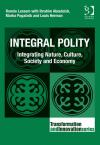 Ronnie Lessem with Ibrahim Abouleish,
Marko Pogačnik and Louis Herman
INTEGRAL POLITY
Integrating Nature, Culture,
Society and Economy
Transformation
and Innovation series